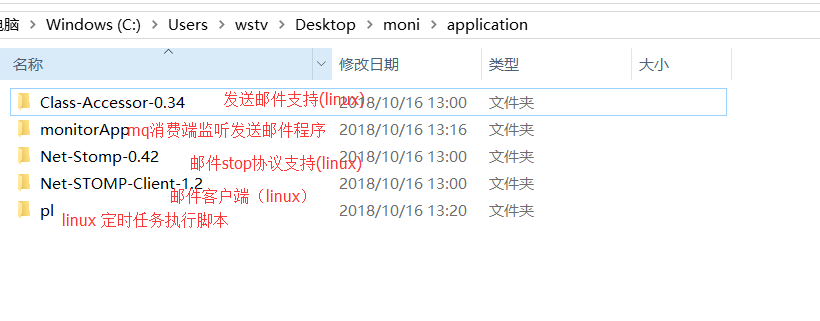 电脑 > Windows (C:) > Users > wstv > Desktop > moni > application
名称 修改日期 类型 大小
Class-Accessor-0.34 发送邮件支持(linux) 2018/10/16 13:00 文件夹
monitorApp mq消费端监听发送邮件程序 2018/10/16 13:16 文件夹
Net-Stomp-0.42 邮件stop协议支持(linux) 2018/10/16 13:00 文件夹
Net-STOMP-Client-1.2 邮件客户端（linux） 2018/10/16 13:00 文件夹
pl linux 定时任务执行脚本 2018/10/16 13:20 文件夹